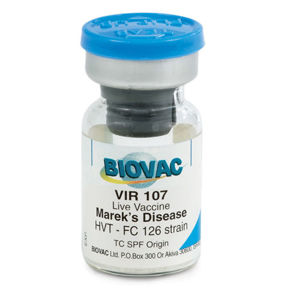 BIOVAC
VIR 107
Live Vaccine
Marek's Disease
HVT - FC 126 strain
TC SPF Origin
BIOVAC Ltd. P.O.Box 300 Or Akiva